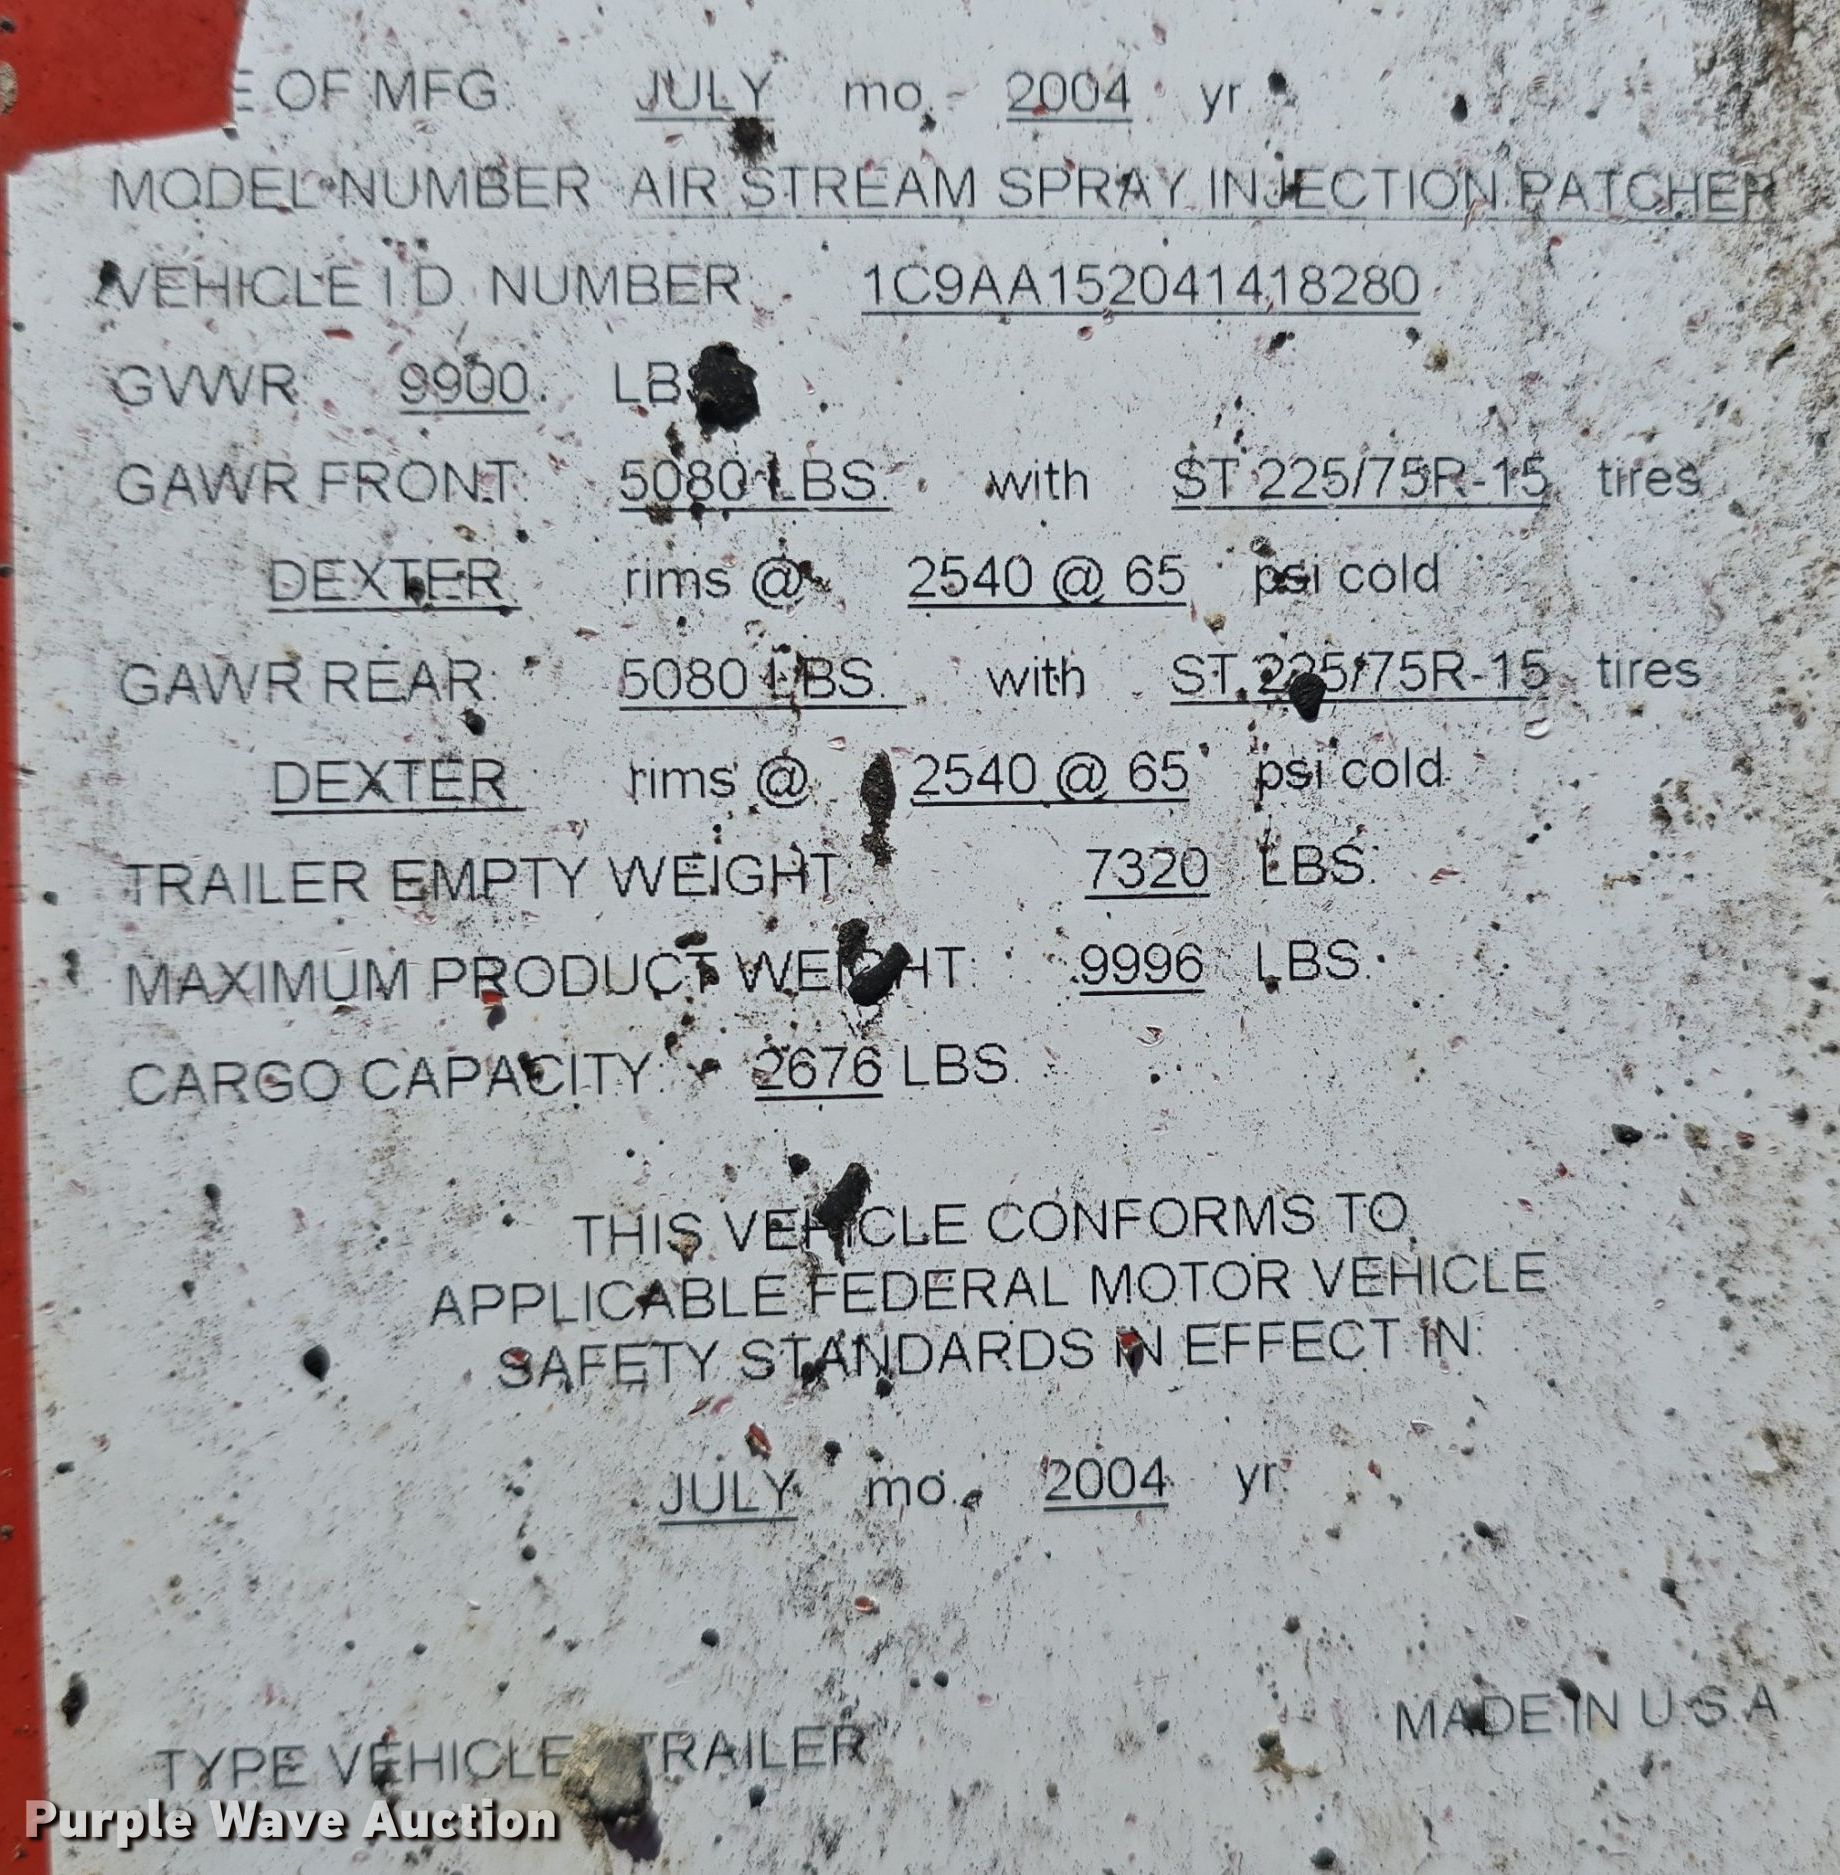 E OF MFG. JULY mo. 2004 yr.
MODEL NUMBER AIR STREAM SPRAY INJECTION PATCHER
VEHICLE I.D. NUMBER 1C9AA152041418280
GVWR 9900 LB
GAWR FRONT: 5080 LBS. with ST 225/75R-15 tires
DEXTER rims @ 2540 @ 65 psi cold
GAWR REAR: 5080 LBS. with ST 225/75R-15 tires
DEXTER rims @ 2540 @ 65 psi cold
TRAILER EMPTY WEIGHT 7320 LBS.
MAXIMUM PRODUCT WEIGHT: 9996 LBS.
CARGO CAPACITY 2676 LBS.
THIS VEHICLE CONFORMS TO
APPLICABLE FEDERAL MOTOR VEHICLE
SAFETY STANDARDS IN EFFECT IN:
JULY mo. 2004 yr.
MADE IN U.S.A
TYPE VEHICLE TRAILER
Purple Wave Auction